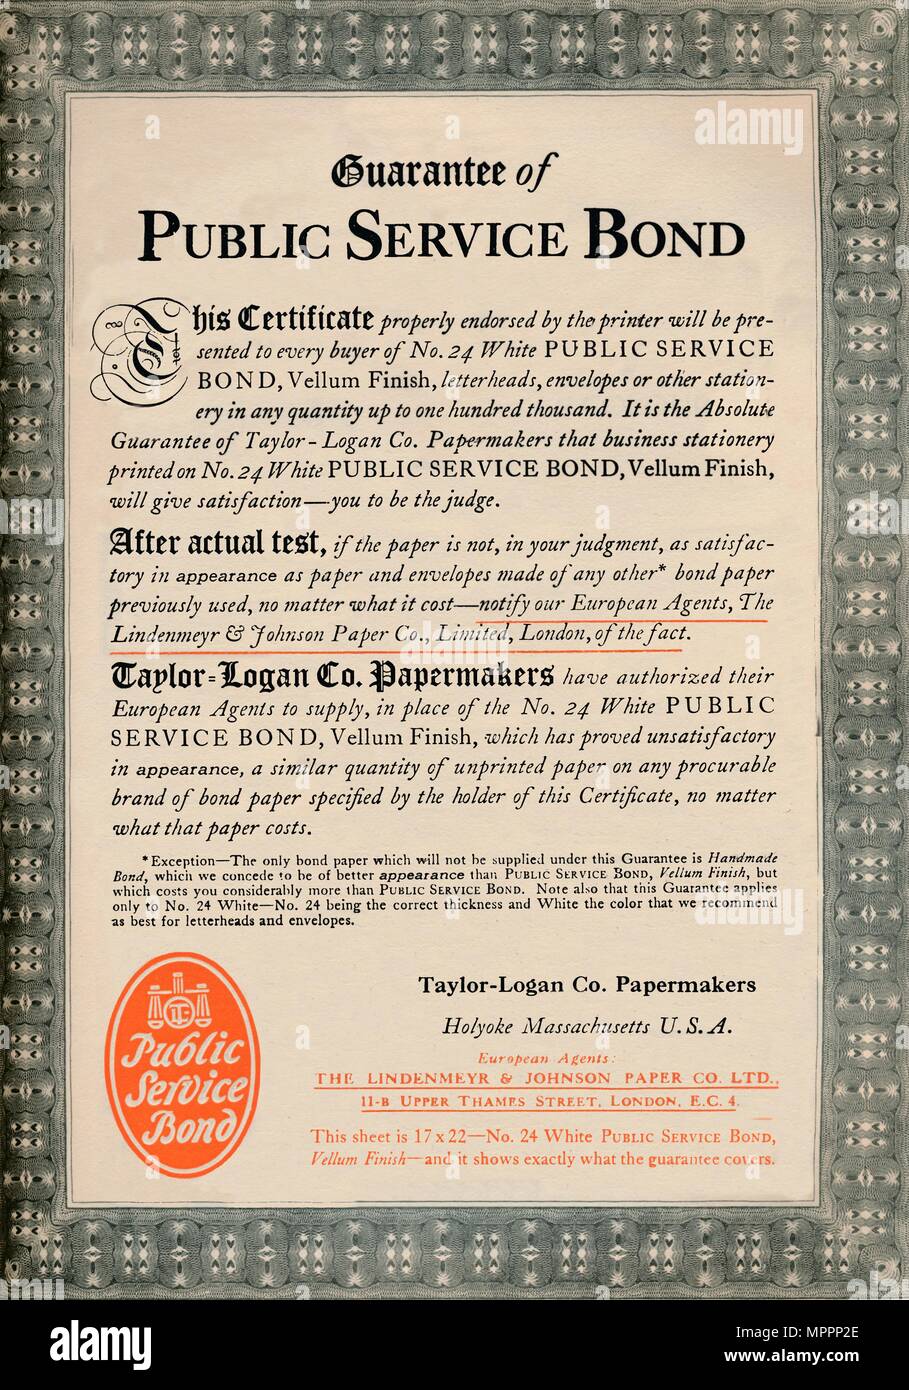 Guarantee of
PUBLIC SERVICE BOND
This Certificate properly endorsed by the printer will be pre-
sented to every buyer of No. 24 White PUBLIC SERVICE
BOND, Vellum Finish, letterheads, envelopes or other station-
ery in any quantity up to one hundred thousand. It is the Absolute
Guarantee of Taylor-Logan Co. Papermakers that business stationery
printed on No. 24 White PUBLIC SERVICE BOND, Vellum Finish,
will give satisfaction—you to be the judge.
After actual test, if the paper is not, in your judgment, as satisfac-
tory in appearance as paper and envelopes made of any other* bond paper
previously used, no matter what it cost—notify our European Agents, The
Lindenmeyr & Johnson Paper Co., Limited, London, of the fact.
Taylor-Logan Co. Papermakers have authorized their
European Agents to supply, in place of the No. 24 White PUBLIC
SERVICE BOND, Vellum Finish, which has proved unsatisfactory
in appearance, a similar quantity of unprinted paper on any procurable
brand of bond paper specified by the holder of this Certificate, no matter
what that paper costs.
*Exception—The only bond paper which will not be supplied under this Guarantee is Handmade
Bond, which we concede to be of better appearance than PUBLIC SERVICE BOND, Vellum Finish, but
which costs you considerably more than PUBLIC SERVICE BOND. Note also that this Guarantee applies
only to No. 24 White—No. 24 being the correct thickness and White the color that we recommend
as best for letterheads and envelopes.
Public
Service
Bond
Taylor-Logan Co. Papermakers
Holyoke Massachusetts U.S.A.
European Agents:
THE LINDENMEYR & JOHNSON PAPER CO. LTD.,
11-B UPPER THAMES STREET, LONDON, E.C. 4.
This sheet is 17 x 22—No. 24 White PUBLIC SERVICE BOND,
Vellum Finish—and it shows exactly what the guarantee covers.
alamy
alamy
alamy
a
a
a
a
a
a
a
a
alamy
Image ID: MPPP2E
www.alamy.com